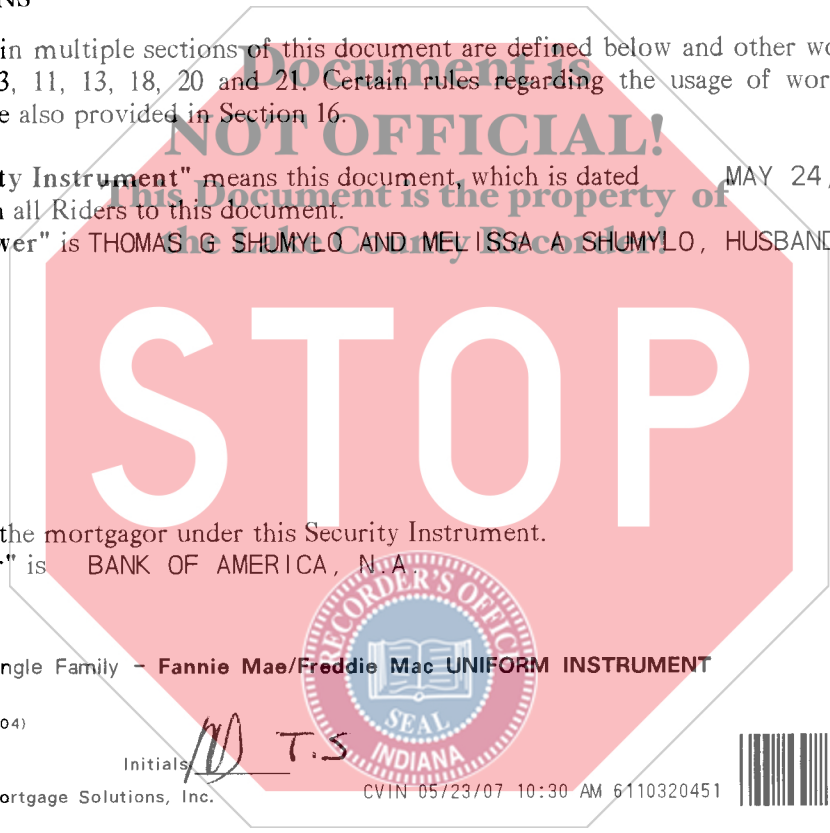 NS
in multiple sections of this document are defined below and other wo
3, 11, 13, 18, 20 and 21. Certain rules regarding the usage of wor
e also provided in Section 16.
Document is
NOT OFFICIAL!
This Document is the property of
the Lake County Recorder!
ty Instrument" means this document, which is dated MAY 24,
all Riders to this document.
wer" is THOMAS G SHUMYLO AND MELISSA A SHUMYLO, HUSBAND
STOP
the mortgagor under this Security Instrument.
r" is BANK OF AMERICA, N.A.
RECORDER'S OFFICE
SEAL
INDIANA
ngle Family - Fannie Mae/Freddie Mac UNIFORM INSTRUMENT
04)
Initials T.S
ortgage Solutions, Inc.
CVIN 05/23/07 10:30 AM 6110320451